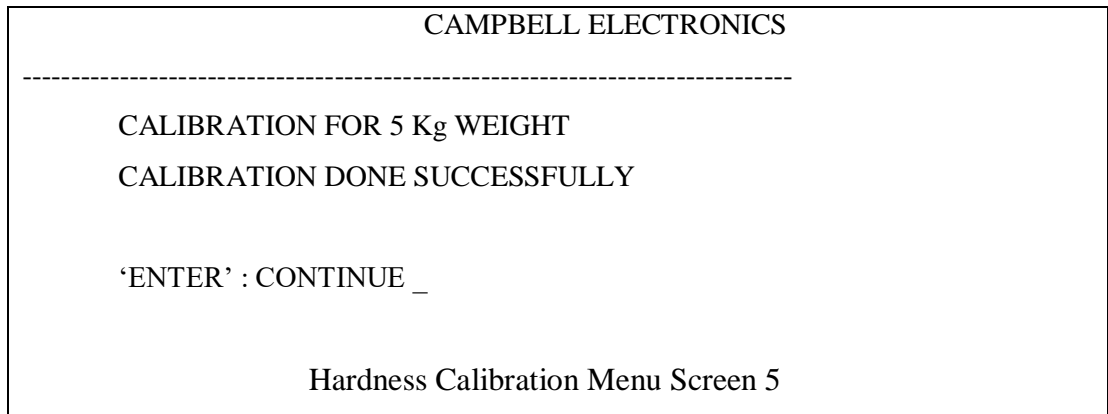 CAMPBELL ELECTRONICS
--------------------------------------------------------------------------------
CALIBRATION FOR 5 Kg WEIGHT
CALIBRATION DONE SUCCESSFULLY
‘ENTER’ : CONTINUE _
Hardness Calibration Menu Screen 5